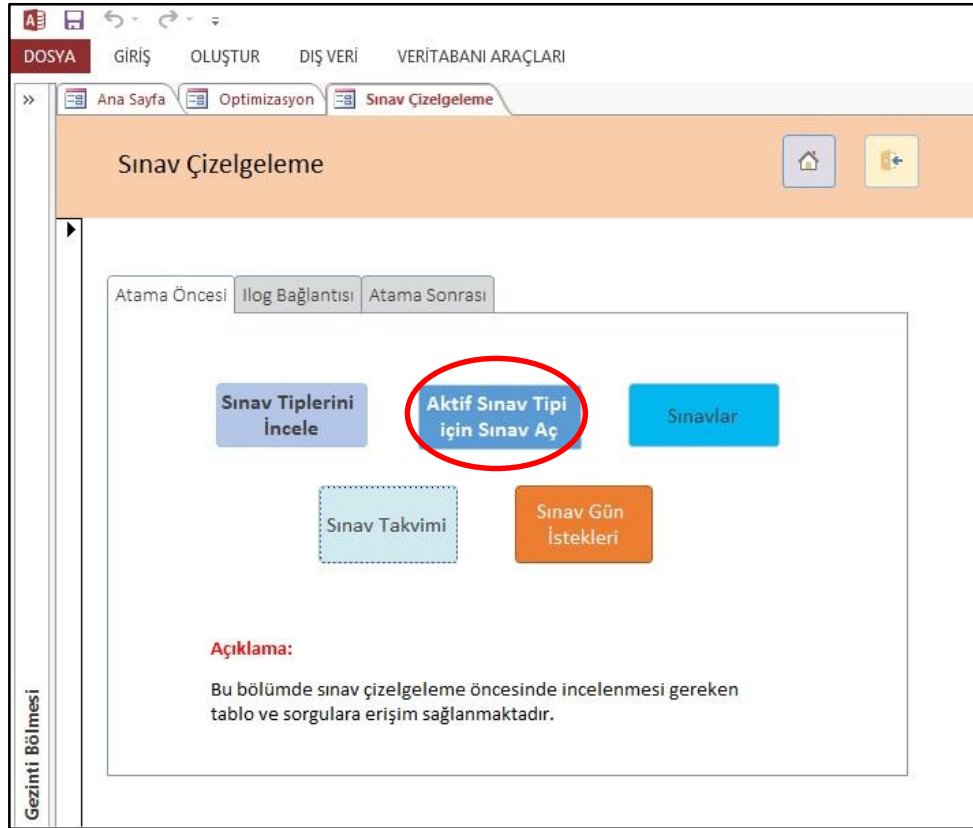 DOSYA GİRİŞ OLUŞTUR DIŞ VERİ VERİTABANI ARAÇLARI
Ana Sayfa Optimizasyon Sınav Çizelgeleme
Sınav Çizelgeleme
Atama Öncesi Ilog Bağlantısı Atama Sonrası
Sınav Tiplerini
İncele
Aktif Sınav Tipi
için Sınav Aç
Sınavlar
Sınav Takvimi
Sınav Gün
İstekleri
Açıklama:
Bu bölümde sınav çizelgeleme öncesinde incelenmesi gereken
tablo ve sorgulara erişim sağlanmaktadır.
Gezinti Bölmesi